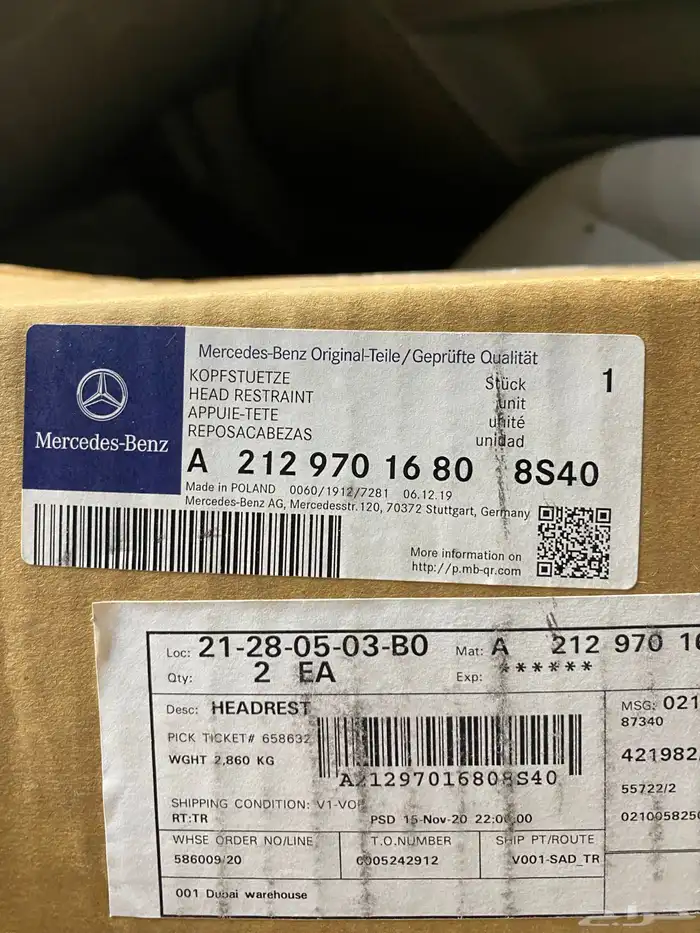 Mercedes-Benz
Mercedes-Benz Original-Teile/Geprüfte Qualität
KOPFSTUETZE
HEAD RESTRAINT
APPUIE-TETE
REPOSACABEZAS
Stück 1
unit
unité
unidad
A 212 970 16 80 8S40
Made in POLAND 0060/1912/7281 06.12.19
Mercedes-Benz AG, Mercedesstr.120, 70372 Stuttgart, Germany
More information on
http://p.mb-qr.com
Loc: 21-28-05-03-B0 Mat: A 212 970 16
Qty: 2 EA Exp: ******
Desc: HEADREST
PICK TICKET# 658632
WGHT 2,860 KG
A21297016808S40
SHIPPING CONDITION: V1-VOR
RT:TR PSD 15-Nov-20 22:00:00
MSG: 021
87340
421982
55722/2
021005825
WHSE ORDER NO/LINE T.O.NUMBER SHIP PT/ROUTE
586009/20 0005242912 V001-SAD_TR
001 Dubai warehouse
حراج